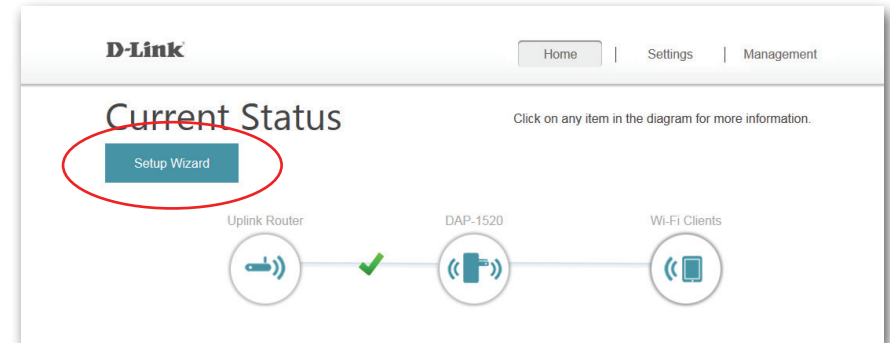 D-Link
Home | Settings | Management
Current Status
Click on any item in the diagram for more information.
Setup Wizard
Uplink Router
DAP-1520
Wi-Fi Clients